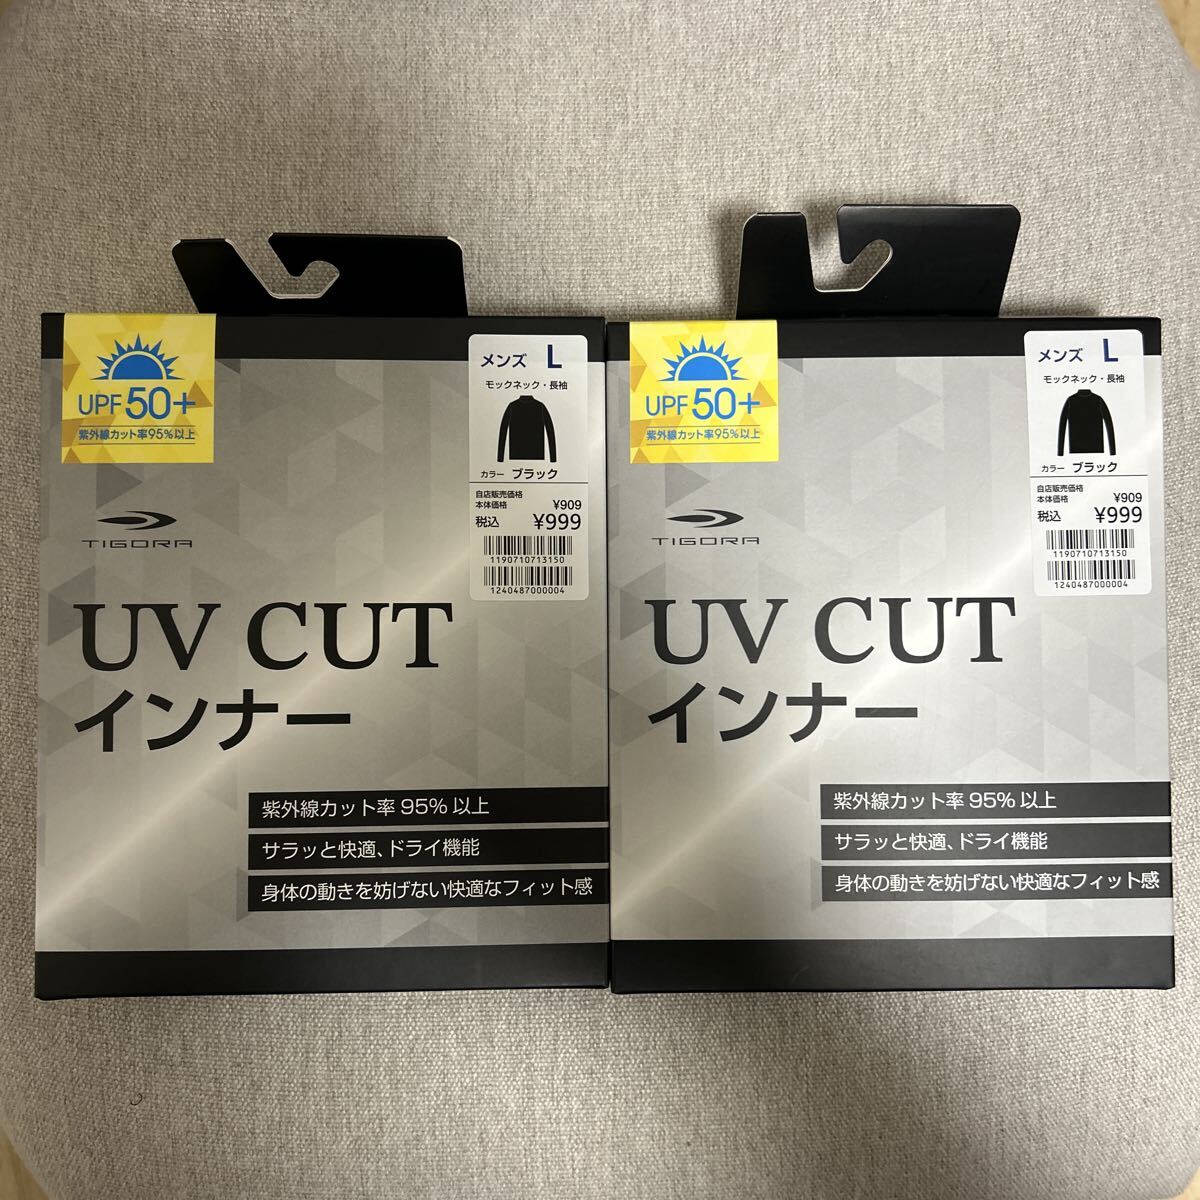 UPF 50+
紫外線カット率95%以上
メンズ L
モックネック・長袖
カラー ブラック
自店販売価格
本体価格 ¥909
税込 ¥999
1190710713150
1240487000004
TIGORA
UV CUT
インナー
紫外線カット率 95% 以上
サラッと快適、ドライ機能
身体の動きを妨げない快適なフィット感
UPF 50+
紫外線カット率95%以上
メンズ L
モックネック・長袖
カラー ブラック
自店販売価格
本体価格 ¥909
税込 ¥999
1190710713150
1240487000004
TIGORA
UV CUT
インナー
紫外線カット率 95% 以上
サラッと快適、ドライ機能
身体の動きを妨げない快適なフィット感